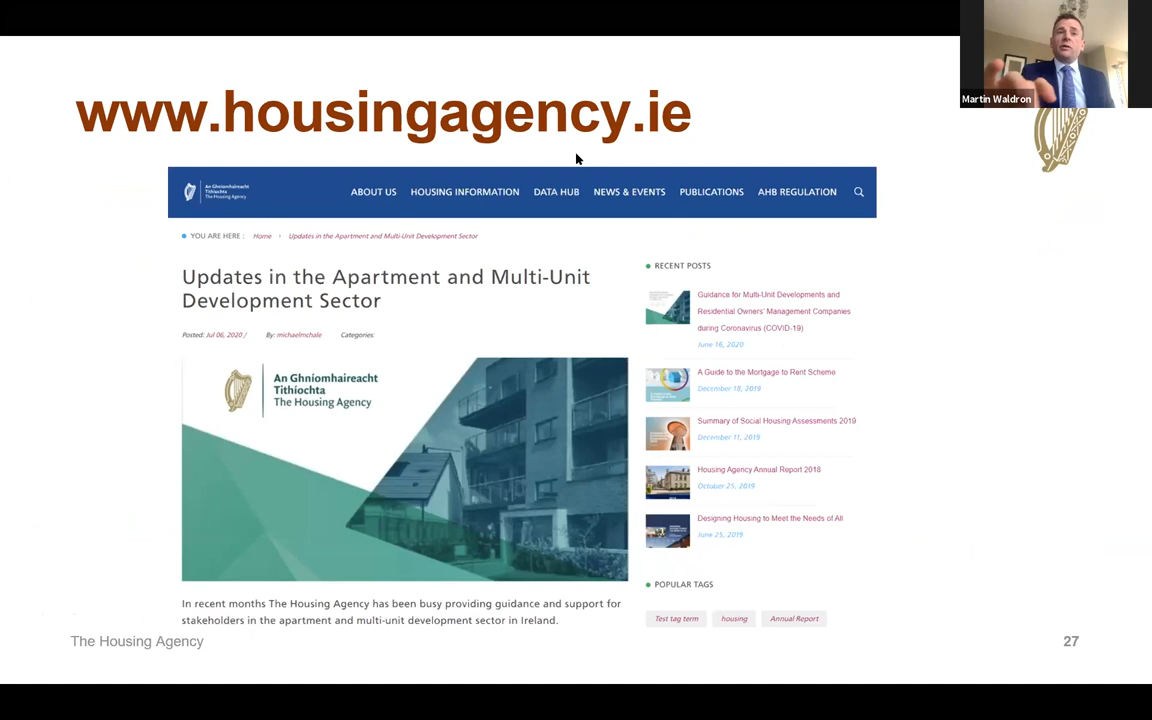 Martin Waldron
www.housingagency.ie
An Ghníomhaireacht
Tithíochta
The Housing Agency
ABOUT US HOUSING INFORMATION DATA HUB NEWS & EVENTS PUBLICATIONS AHB REGULATION
YOU ARE HERE : Home › Updates in the Apartment and Multi-Unit Development Sector
Updates in the Apartment and Multi-Unit
Development Sector
Posted: Jul 06, 2020 / By: michaelmchale Categories:
An Ghníomhaireacht
Tithíochta
The Housing Agency
In recent months The Housing Agency has been busy providing guidance and support for
stakeholders in the apartment and multi-unit development sector in Ireland.
RECENT POSTS
Guidance for Multi-Unit Developments and
Residential Owners' Management Companies
during Coronavirus (COVID-19)
June 16, 2020
A Guide to the Mortgage to Rent Scheme
December 18, 2019
Summary of Social Housing Assessments 2019
December 11, 2019
Housing Agency Annual Report 2018
October 25, 2019
Designing Housing to Meet the Needs of All
June 25, 2019
POPULAR TAGS
Test tag term housing Annual Report
The Housing Agency
27